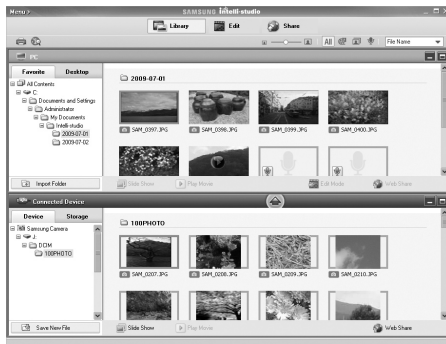 Menu > SAMSUNG Intelli-studio
Library Edit Share
All File Name
PC
Favorite Desktop
2009-07-01
All Contents
C:
Documents and Settings
Administrator
My Documents
Intelli-studio
2009-07-01
2009-07-02
SAM_0397.JPG SAM_0398.JPG SAM_0399.JPG SAM_0400.JPG
Import Folder Slide Show Play Movie Edit Mode Web Share
Connected Device
Device Storage
100PHOTO
Samsung Camera
J:
DCIM
100PHOTO
SAM_0207.JPG SAM_0208.JPG SAM_0209.JPG SAM_0210.JPG
Save New File Slide Show Play Movie Web Share